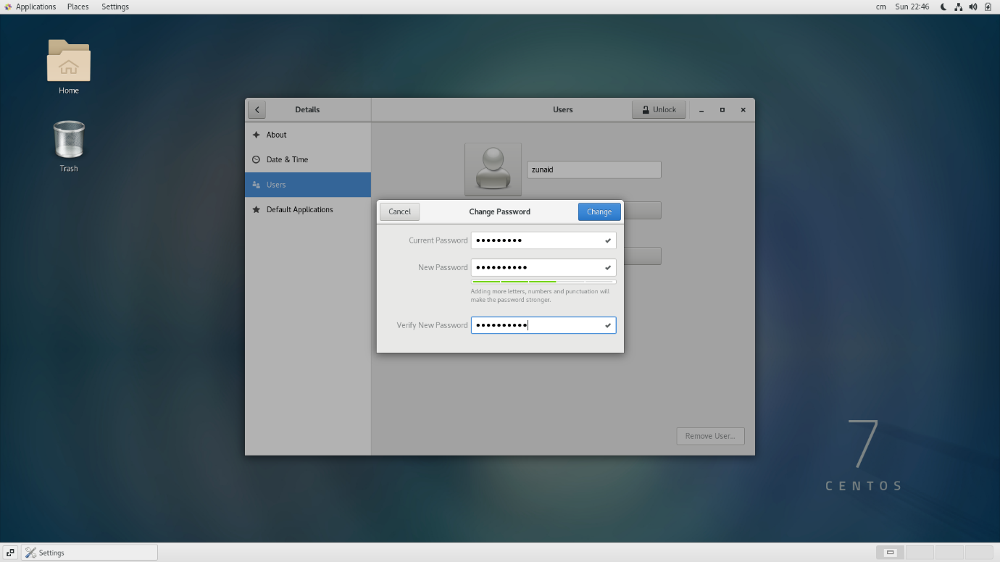 Applications Places Settings
cm Sun 22:46
Home
Trash
Details
Users
Unlock
About
Date & Time
Users
Default Applications
zunaid
Cancel
Change Password
Change
Current Password ●●●●●●●●●
New Password ●●●●●●●●●●
Adding more letters, numbers and punctuation will
make the password stronger.
Verify New Password ●●●●●●●●●●
Remove User...
7
CENTOS
Settings